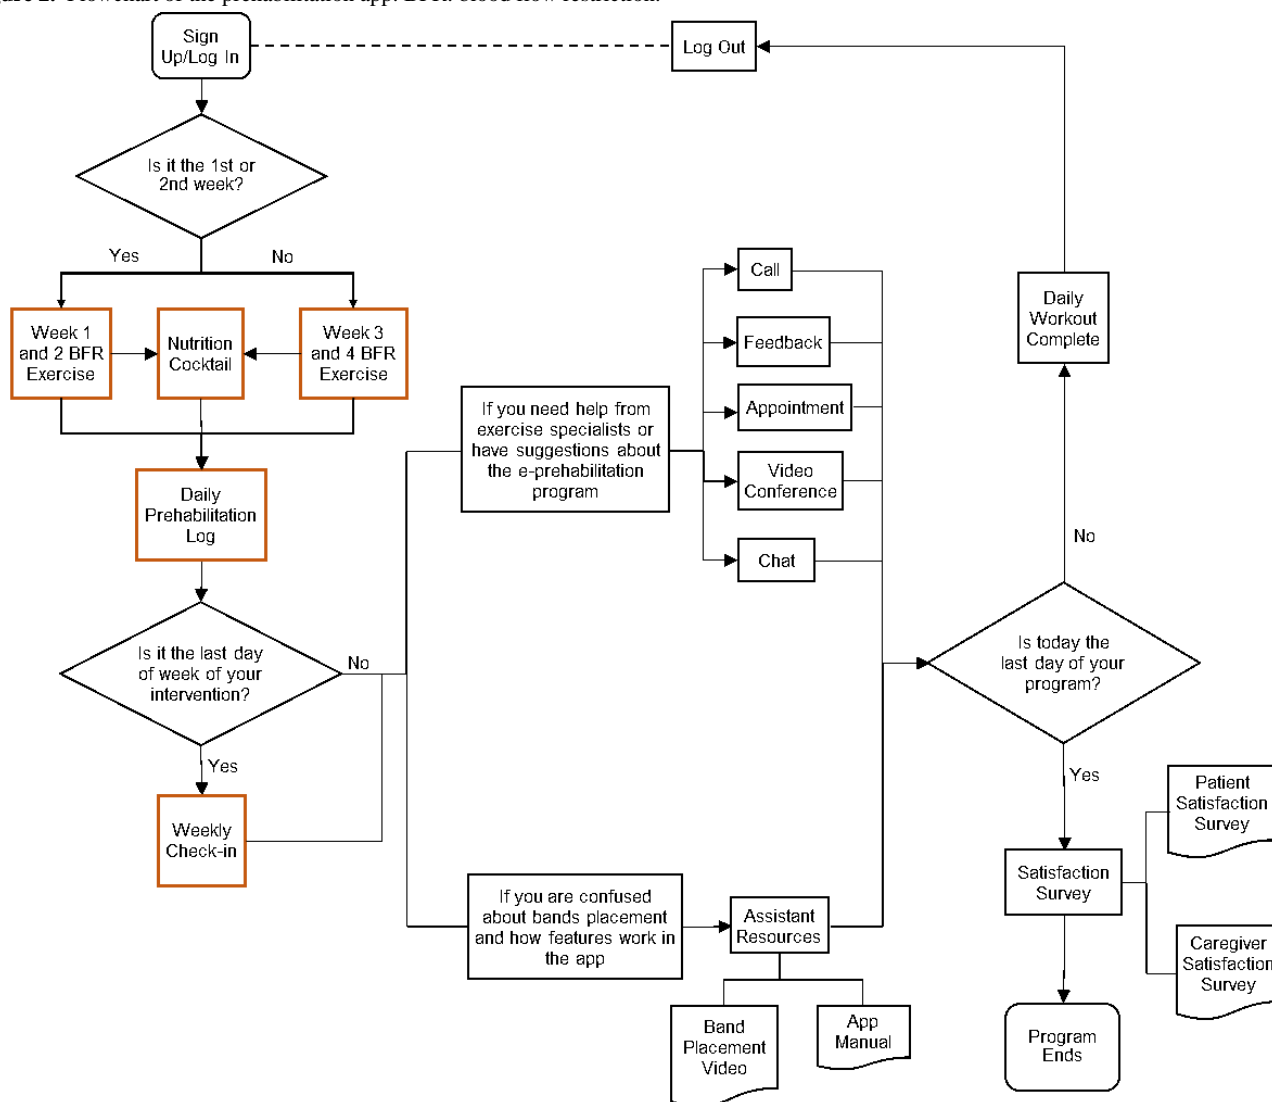 Sign
Up/Log In
Log Out
Is it the 1st or
2nd week?
Yes
No
Week 1
and 2 BFR
Exercise
Nutrition
Cocktail
Week 3
and 4 BFR
Exercise
Daily
Prehabilitation
Log
Is it the last day
of week of your
intervention?
No
Yes
Weekly
Check-in
If you need help from
exercise specialists or
have suggestions about
the e-prehabilitation
program
Call
Feedback
Appointment
Video
Conference
Chat
If you are confused
about bands placement
and how features work in
the app
Assistant
Resources
Band
Placement
Video
App
Manual
Daily
Workout
Complete
No
Is today the
last day of your
program?
Yes
Satisfaction
Survey
Patient
Satisfaction
Survey
Caregiver
Satisfaction
Survey
Program
Ends